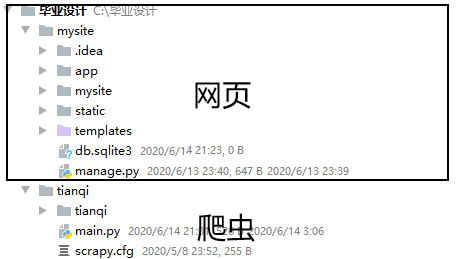 毕业设计 C:\毕业设计
mysite
.idea
app
mysite
网页
static
templates
db.sqlite3 2020/6/14 21:23, 0 B
manage.py 2020/6/13 23:40, 647 B 2020/6/13 23:39
tianqi
tianqi
爬虫
main.py 2020/6/14 21:01, 526 B 2020/6/14 3:06
scrapy.cfg 2020/5/8 23:52, 255 B